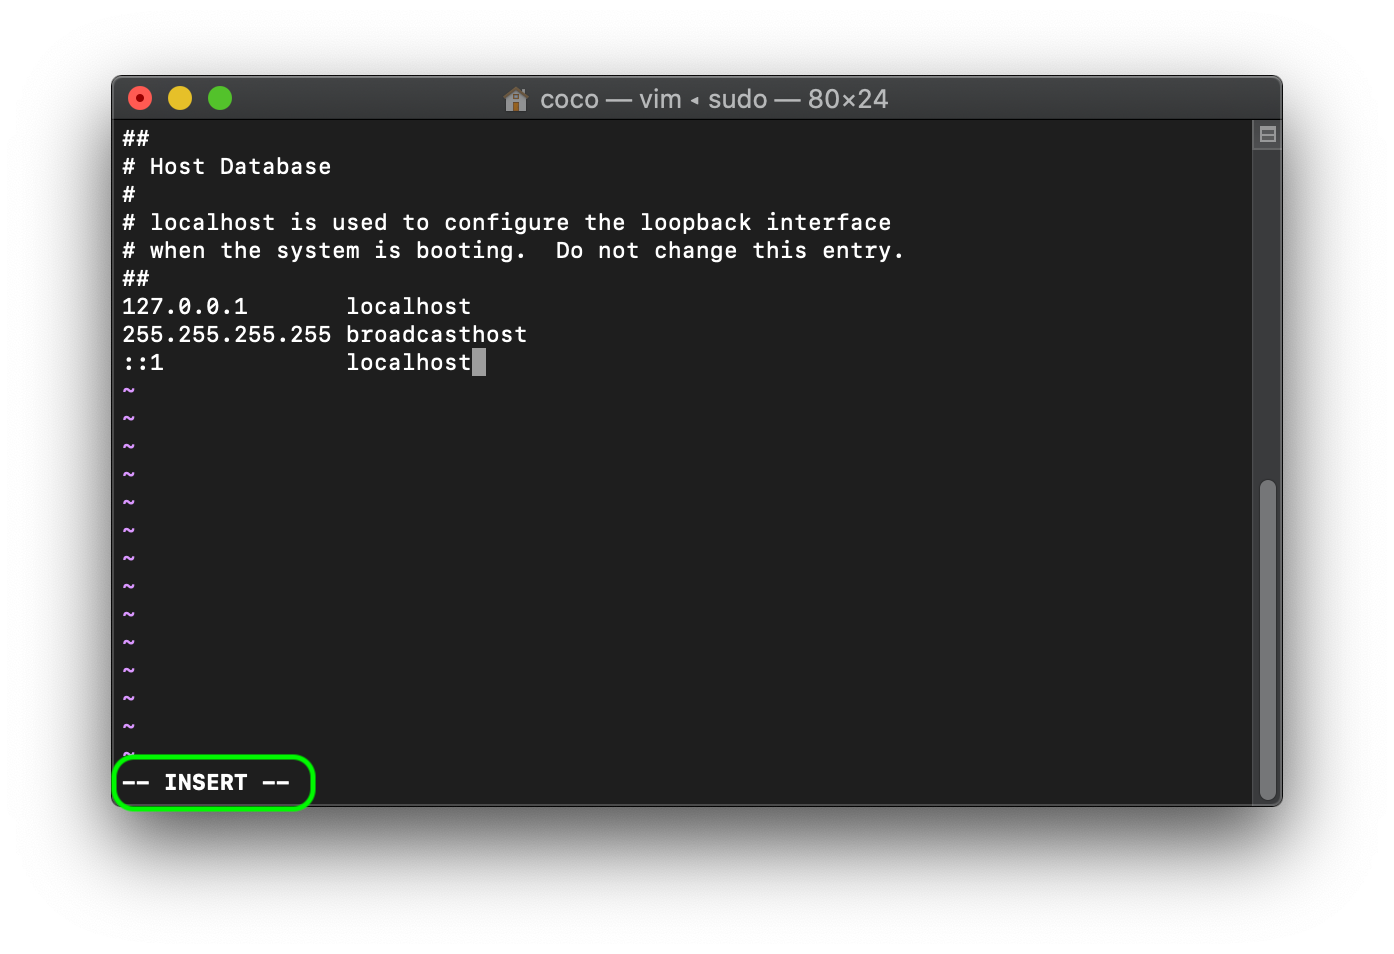 coco — vim ◂ sudo — 80×24
##
# Host Database
#
# localhost is used to configure the loopback interface
# when the system is booting.  Do not change this entry.
##
127.0.0.1       localhost
255.255.255.255 broadcasthost
::1             localhost
~
~
~
~
~
~
~
~
~
~
~
~
~
~
-- INSERT --